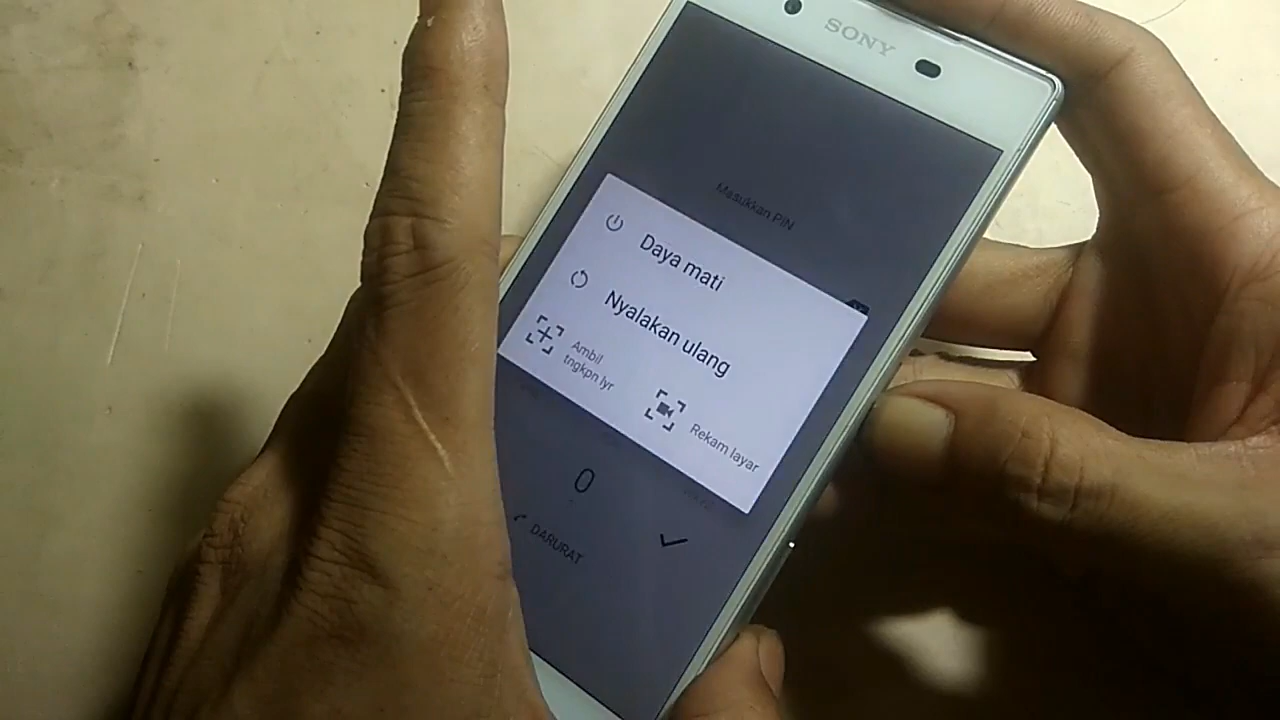 SONY
Masukkan PIN
Daya mati
Nyalakan ulang
Ambil
tngkpn lyr
Rekam layar
0
DARURAT